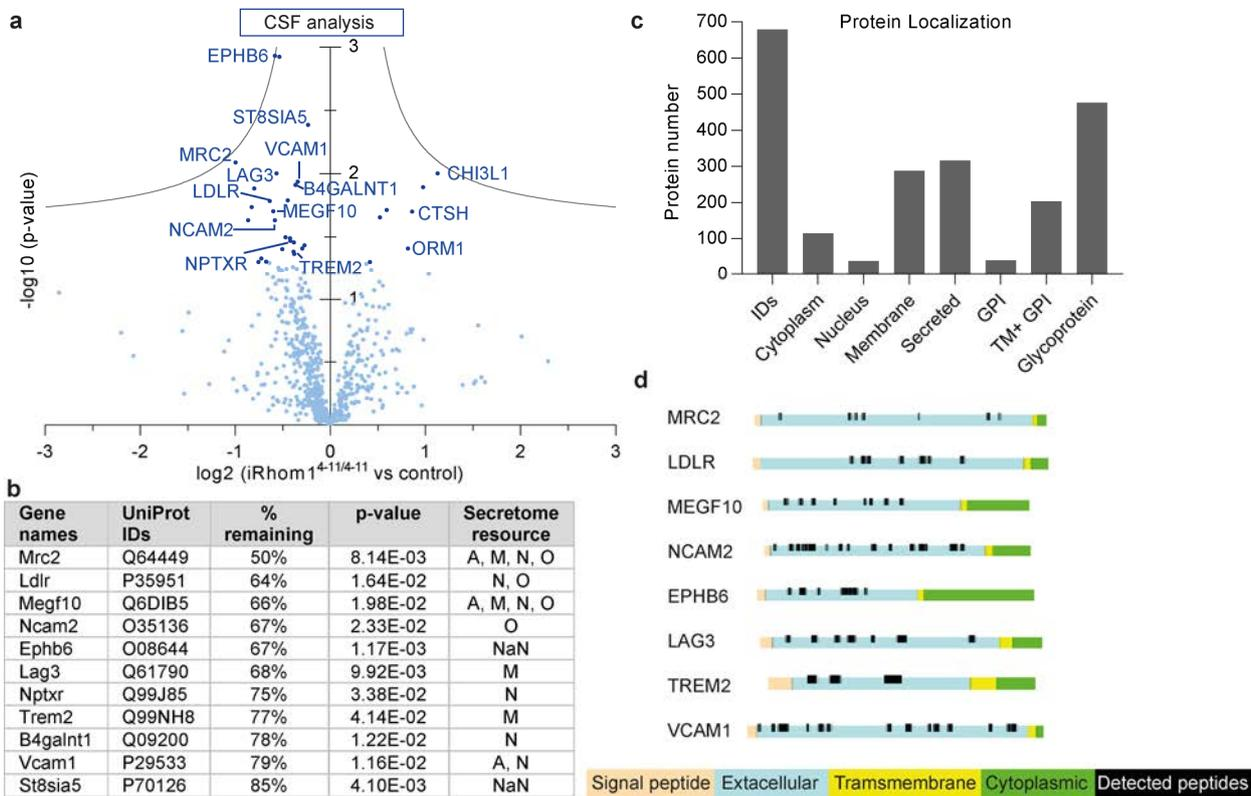 a
CSF analysis
3
EPHB6
ST8SIA5
VCAM1
MRC2
2
LAG3
CHI3L1
LDLR
B4GALNT1
MEGF10
CTSH
NCAM2
ORM1
NPTXR
TREM2
1
-log10 (p-value)
-3 -2 -1 0 1 2 3
log2 (iRhom1 4-11/4-11 vs control)
b
Gene names UniProt IDs % remaining p-value Secretome resource
Mrc2 Q64449 50% 8.14E-03 A, M, N, O
Ldlr P35951 64% 1.64E-02 N, O
Megf10 Q6DIB5 66% 1.98E-02 A, M, N, O
Ncam2 O35136 67% 2.33E-02 O
Ephb6 O08644 67% 1.17E-03 NaN
Lag3 Q61790 68% 9.92E-03 M
Nptxr Q99J85 75% 3.38E-02 N
Trem2 Q99NH8 77% 4.14E-02 M
B4galnt1 Q09200 78% 1.22E-02 N
Vcam1 P29533 79% 1.16E-02 A, N
St8sia5 P70126 85% 4.10E-03 NaN
c
Protein Localization
Protein number
700
600
500
400
300
200
100
0
IDs
Cytoplasm
Nucleus
Membrane
Secreted
GPI
TM+ GPI
Glycoprotein
d
MRC2
LDLR
MEGF10
NCAM2
EPHB6
LAG3
TREM2
VCAM1
Signal peptide Extacellular Tramsmembrane Cytoplasmic Detected peptides